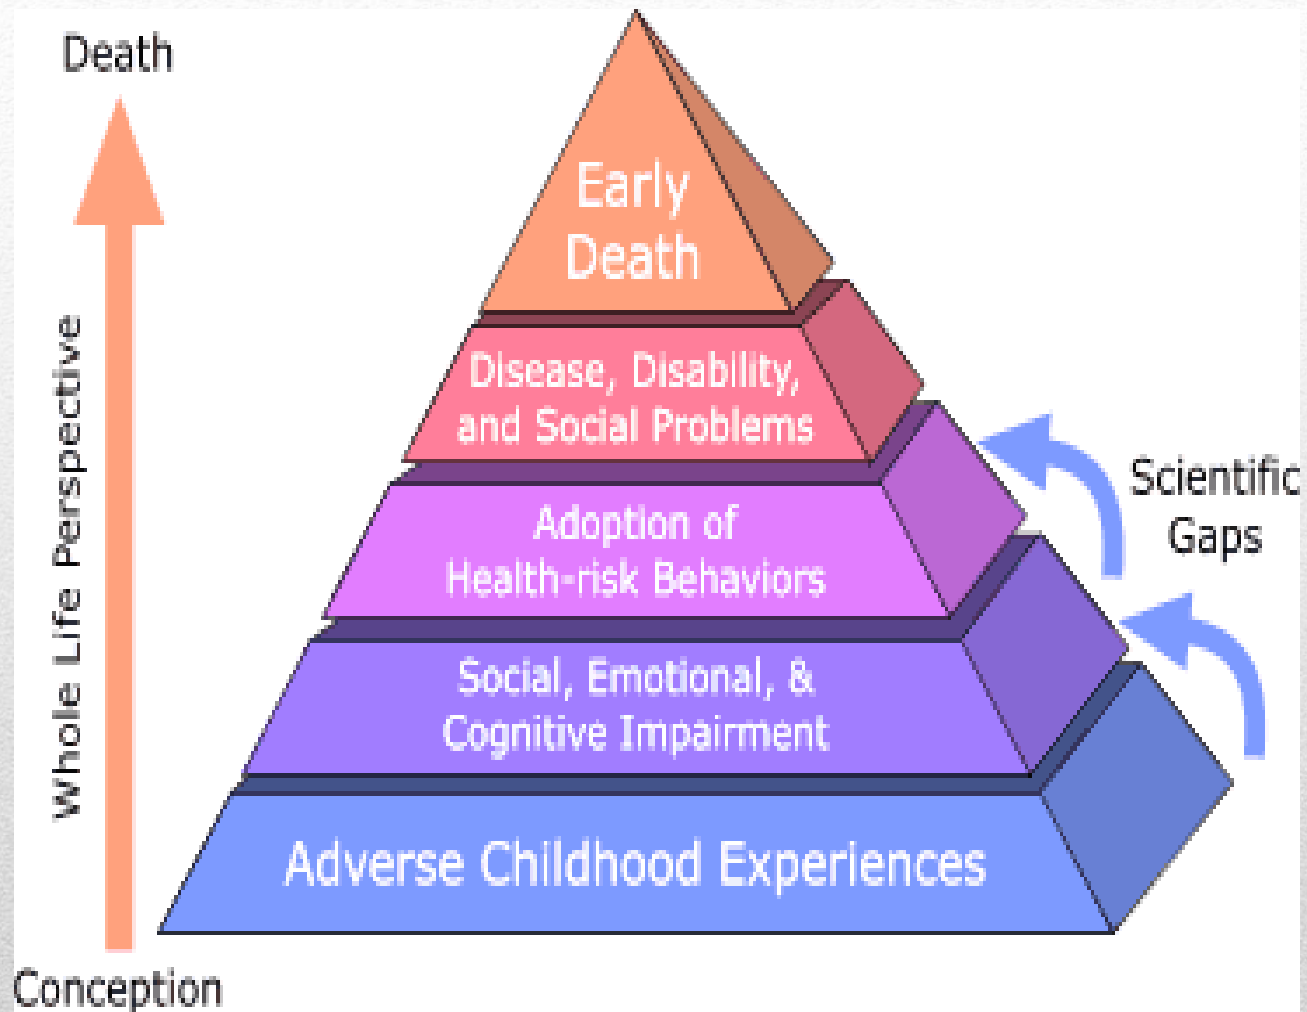 Death
Early
Death
Disease, Disability,
and Social Problems
Scientific
Gaps
Adoption of
Health-risk Behaviors
Whole Life Perspective
Social, Emotional, &
Cognitive Impairment
Adverse Childhood Experiences
Conception